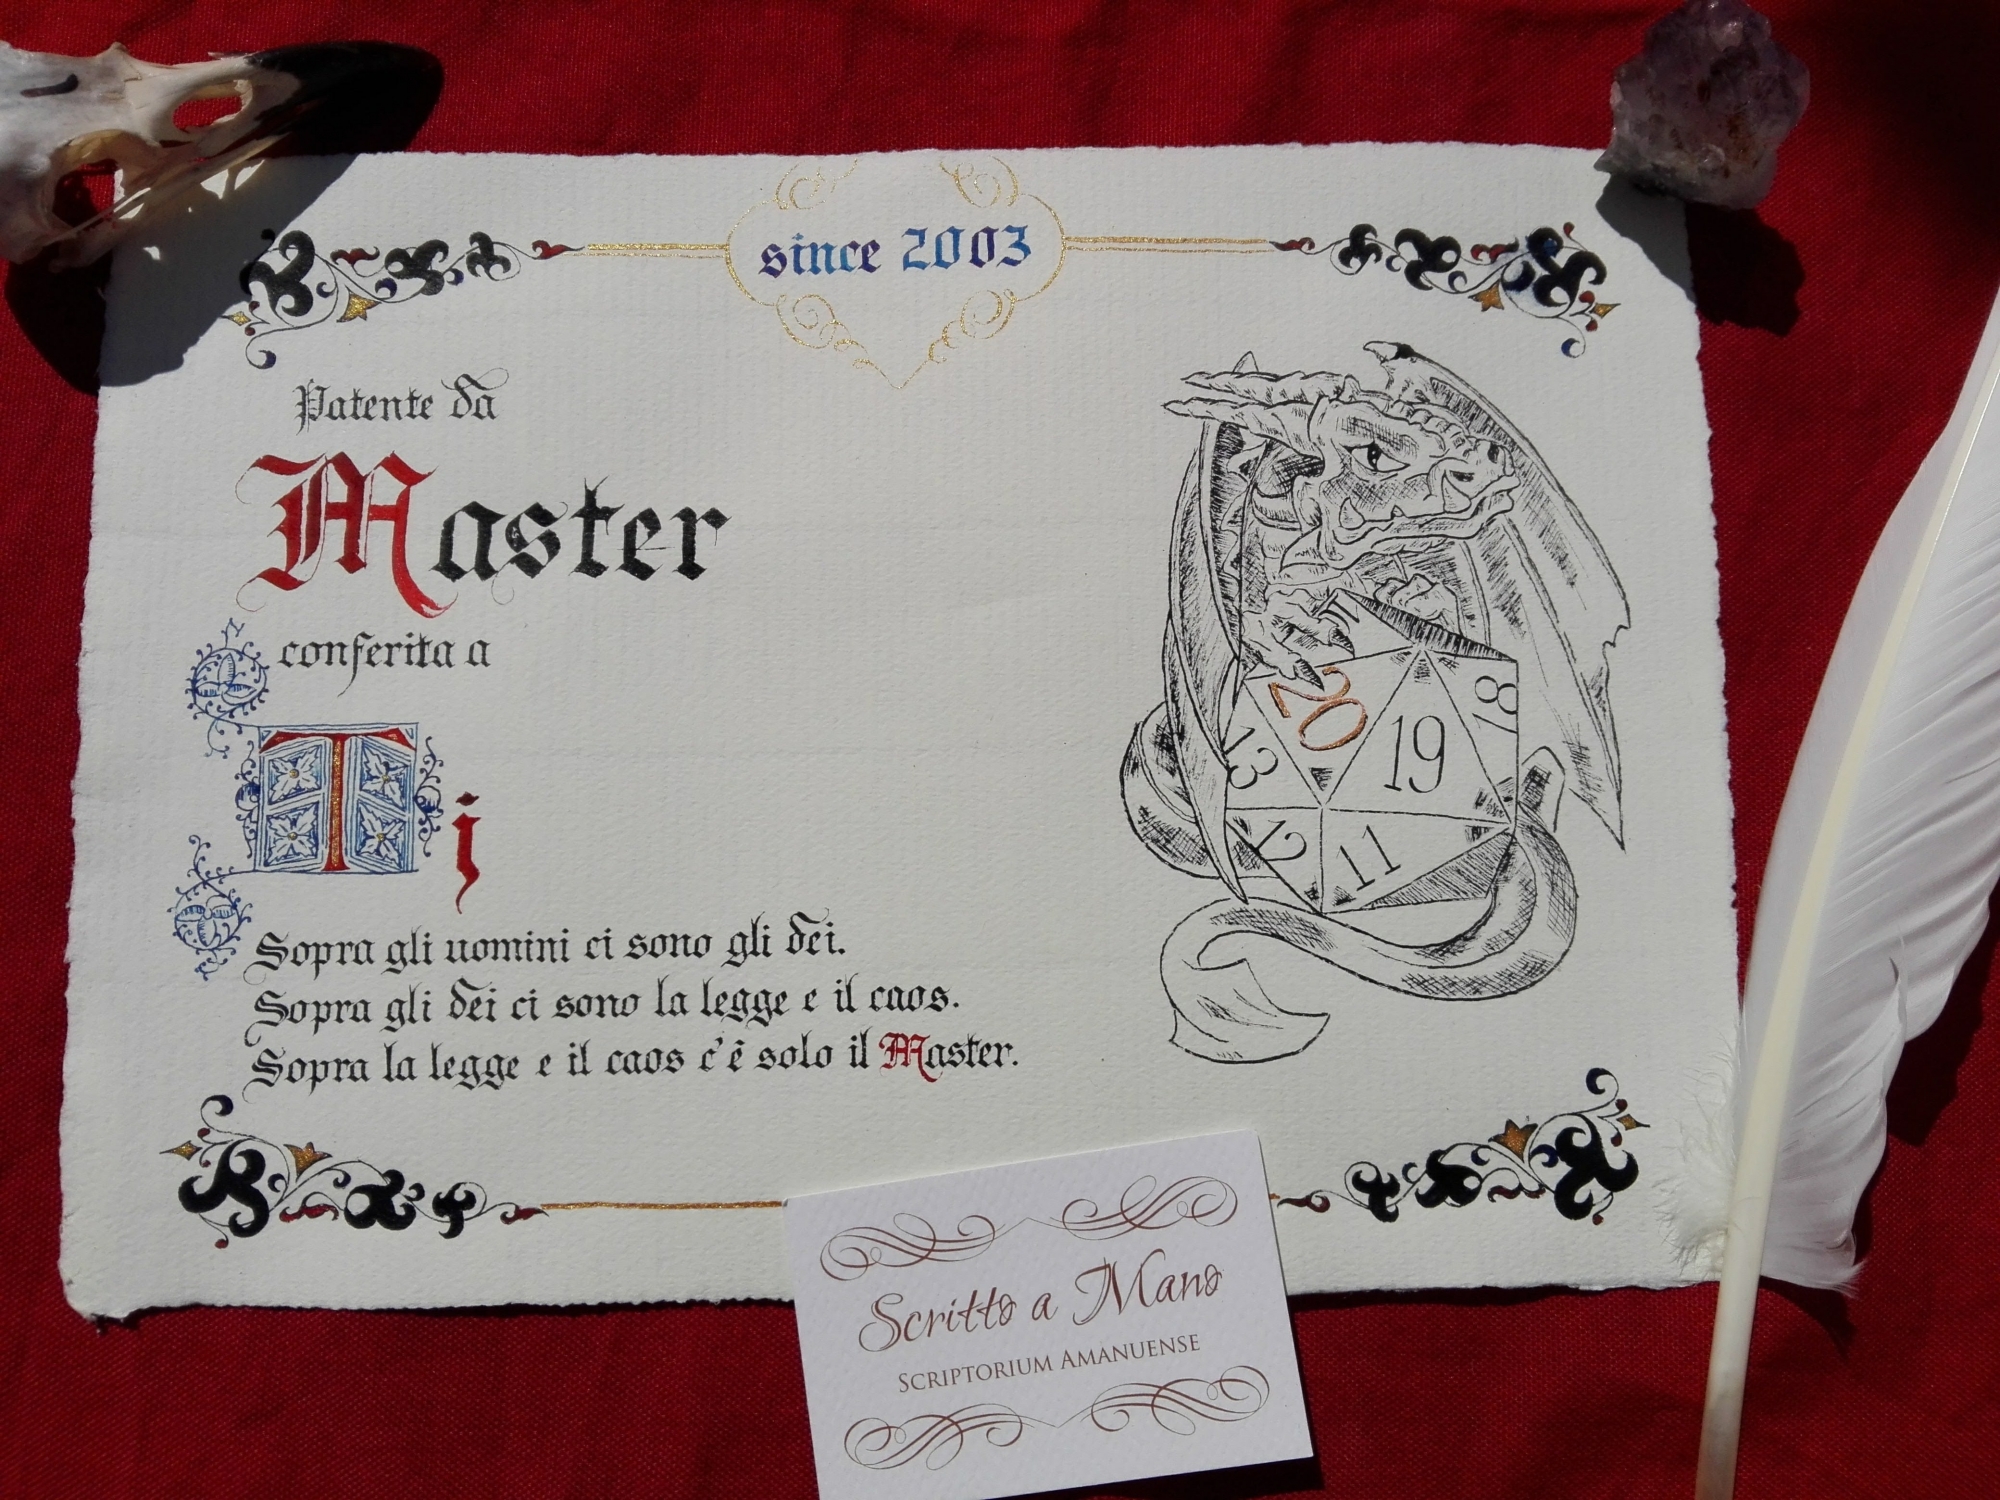 since 2003
Patente da
Master
conferita a
Ti
Sopra gli uomini ci sono gli dei.
Sopra gli dei ci sono la legge e il caos.
Sopra la legge e il caos c'è solo il Master.
20
19
18
13
12
11
Scritto a Mano
Scriptorium Amanuense